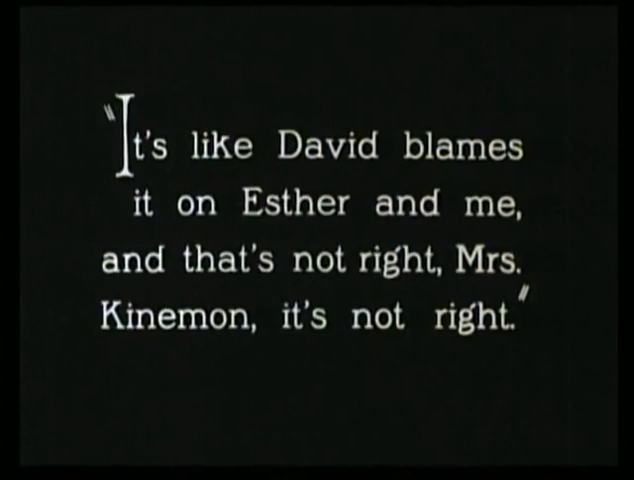 "It's like David blames
it on Esther and me,
and that's not right, Mrs.
Kinemon, it's not right."